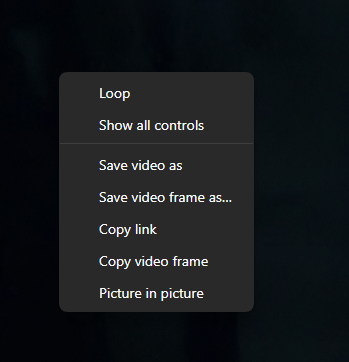 Loop
Show all controls
Save video as
Save video frame as...
Copy link
Copy video frame
Picture in picture